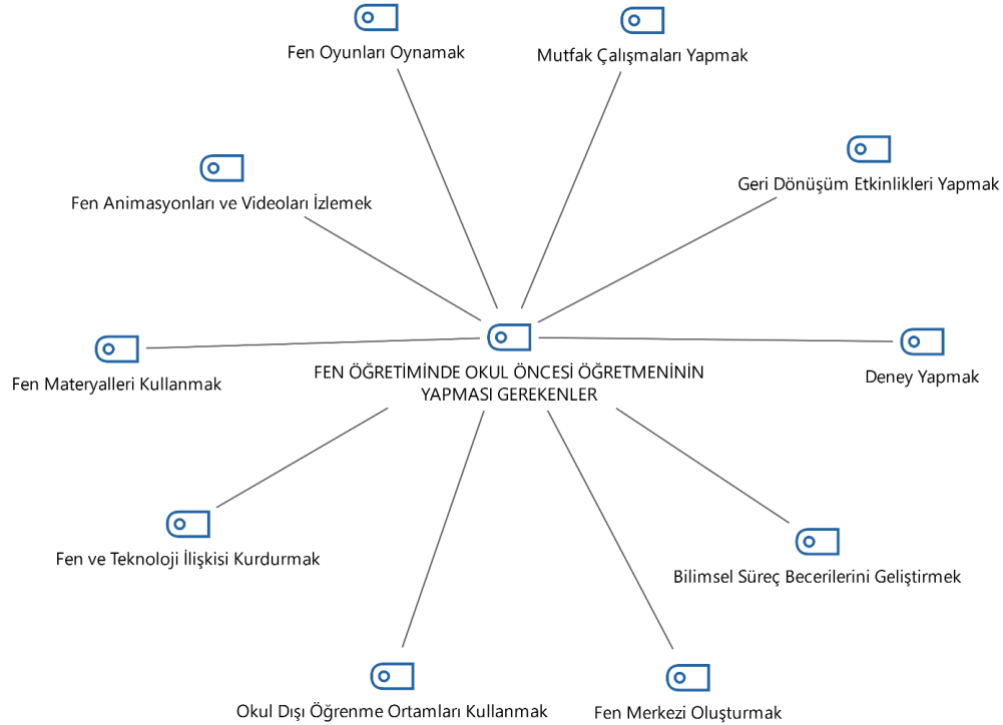 Fen Oyunları Oynamak
Mutfak Çalışmaları Yapmak
Fen Animasyonları ve Videoları İzlemek
Geri Dönüşüm Etkinlikleri Yapmak
Fen Materyalleri Kullanmak
FEN ÖĞRETİMİNDE OKUL ÖNCESİ ÖĞRETMENİNİN
YAPMASI GEREKENLER
Deney Yapmak
Fen ve Teknoloji İlişkisi Kurdurmak
Bilimsel Süreç Becerilerini Geliştirmek
Okul Dışı Öğrenme Ortamları Kullanmak
Fen Merkezi Oluşturmak